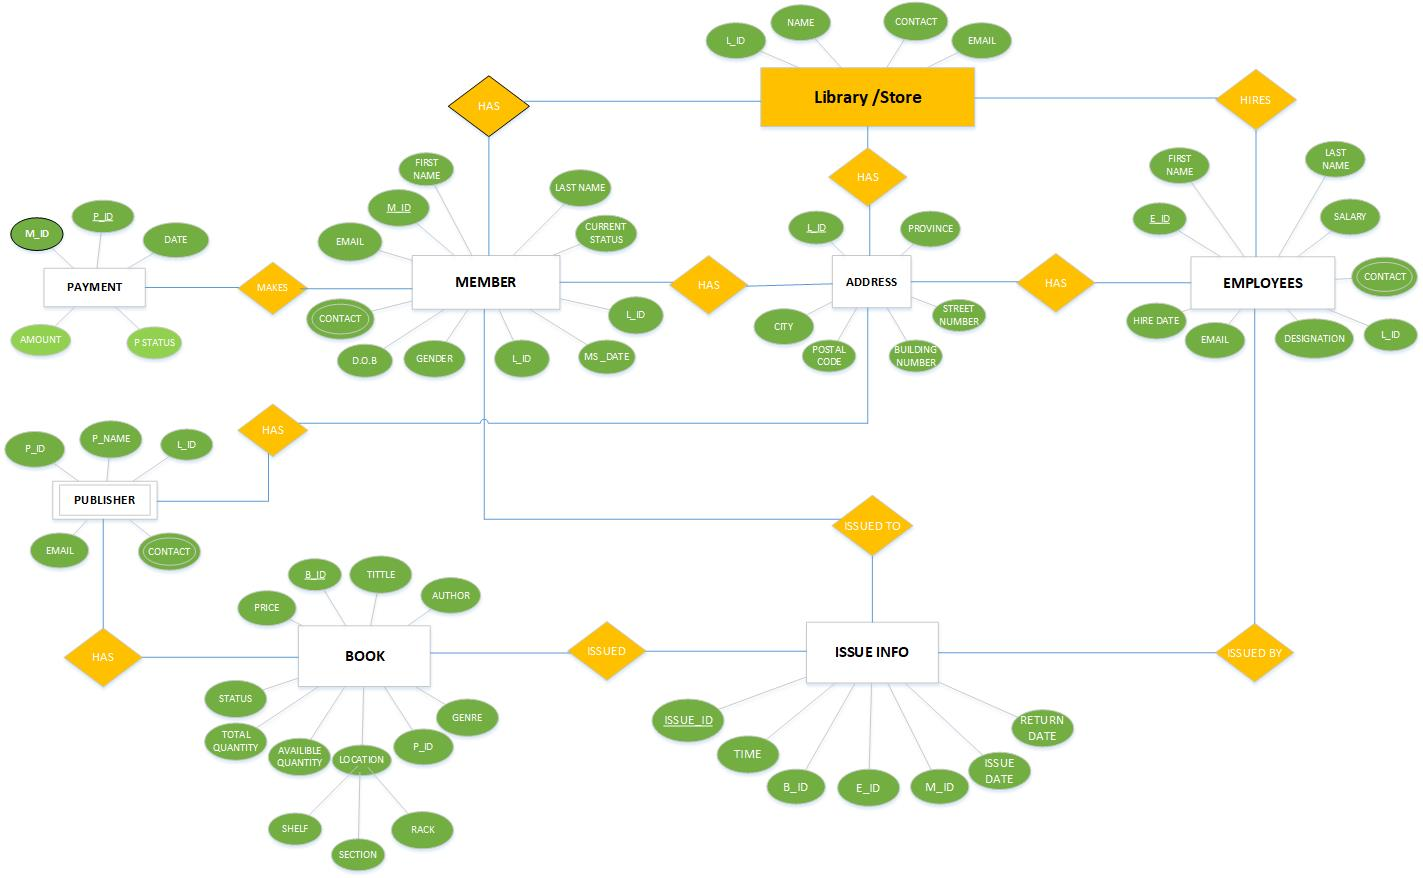 L_ID
NAME
CONTACT
EMAIL
Library /Store
HAS
HIRES
HAS
FIRST
NAME
M_ID
EMAIL
LAST NAME
CURRENT
STATUS
MEMBER
CONTACT
D.O.B
GENDER
L_ID
MS_DATE
L_ID
M_ID
P_ID
DATE
PAYMENT
AMOUNT
P STATUS
MAKES
HAS
L_ID
PROVINCE
ADDRESS
CITY
POSTAL
CODE
BUILDING
NUMBER
STREET
NUMBER
HAS
FIRST
NAME
LAST
NAME
E_ID
SALARY
EMPLOYEES
CONTACT
HIRE DATE
EMAIL
DESIGNATION
L_ID
HAS
P_ID
P_NAME
L_ID
PUBLISHER
EMAIL
CONTACT
HAS
ISSUED TO
PRICE
B_ID
TITTLE
AUTHOR
BOOK
STATUS
TOTAL
QUANTITY
AVAILIBLE
QUANTITY
LOCATION
P_ID
GENRE
SHELF
SECTION
RACK
ISSUED
ISSUE INFO
ISSUED BY
ISSUE_ID
TIME
B_ID
E_ID
M_ID
ISSUE
DATE
RETURN
DATE